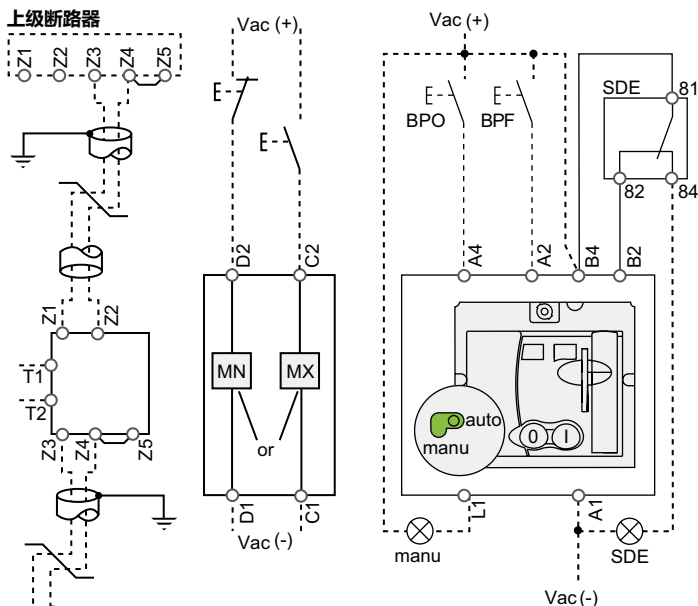 上级断路器
Z1 Z2 Z3 Z4 Z5
Z1 Z2
T1
T2
Z3 Z4 Z5
Vac (+)
D2 C2
MN MX
or
D1 C1
Vac (-)
Vac (+)
BPO BPF
SDE 81
82 84
A4 A2 B4 B2
auto
manu
0 I
L1 A1
manu
SDE
Vac (-)